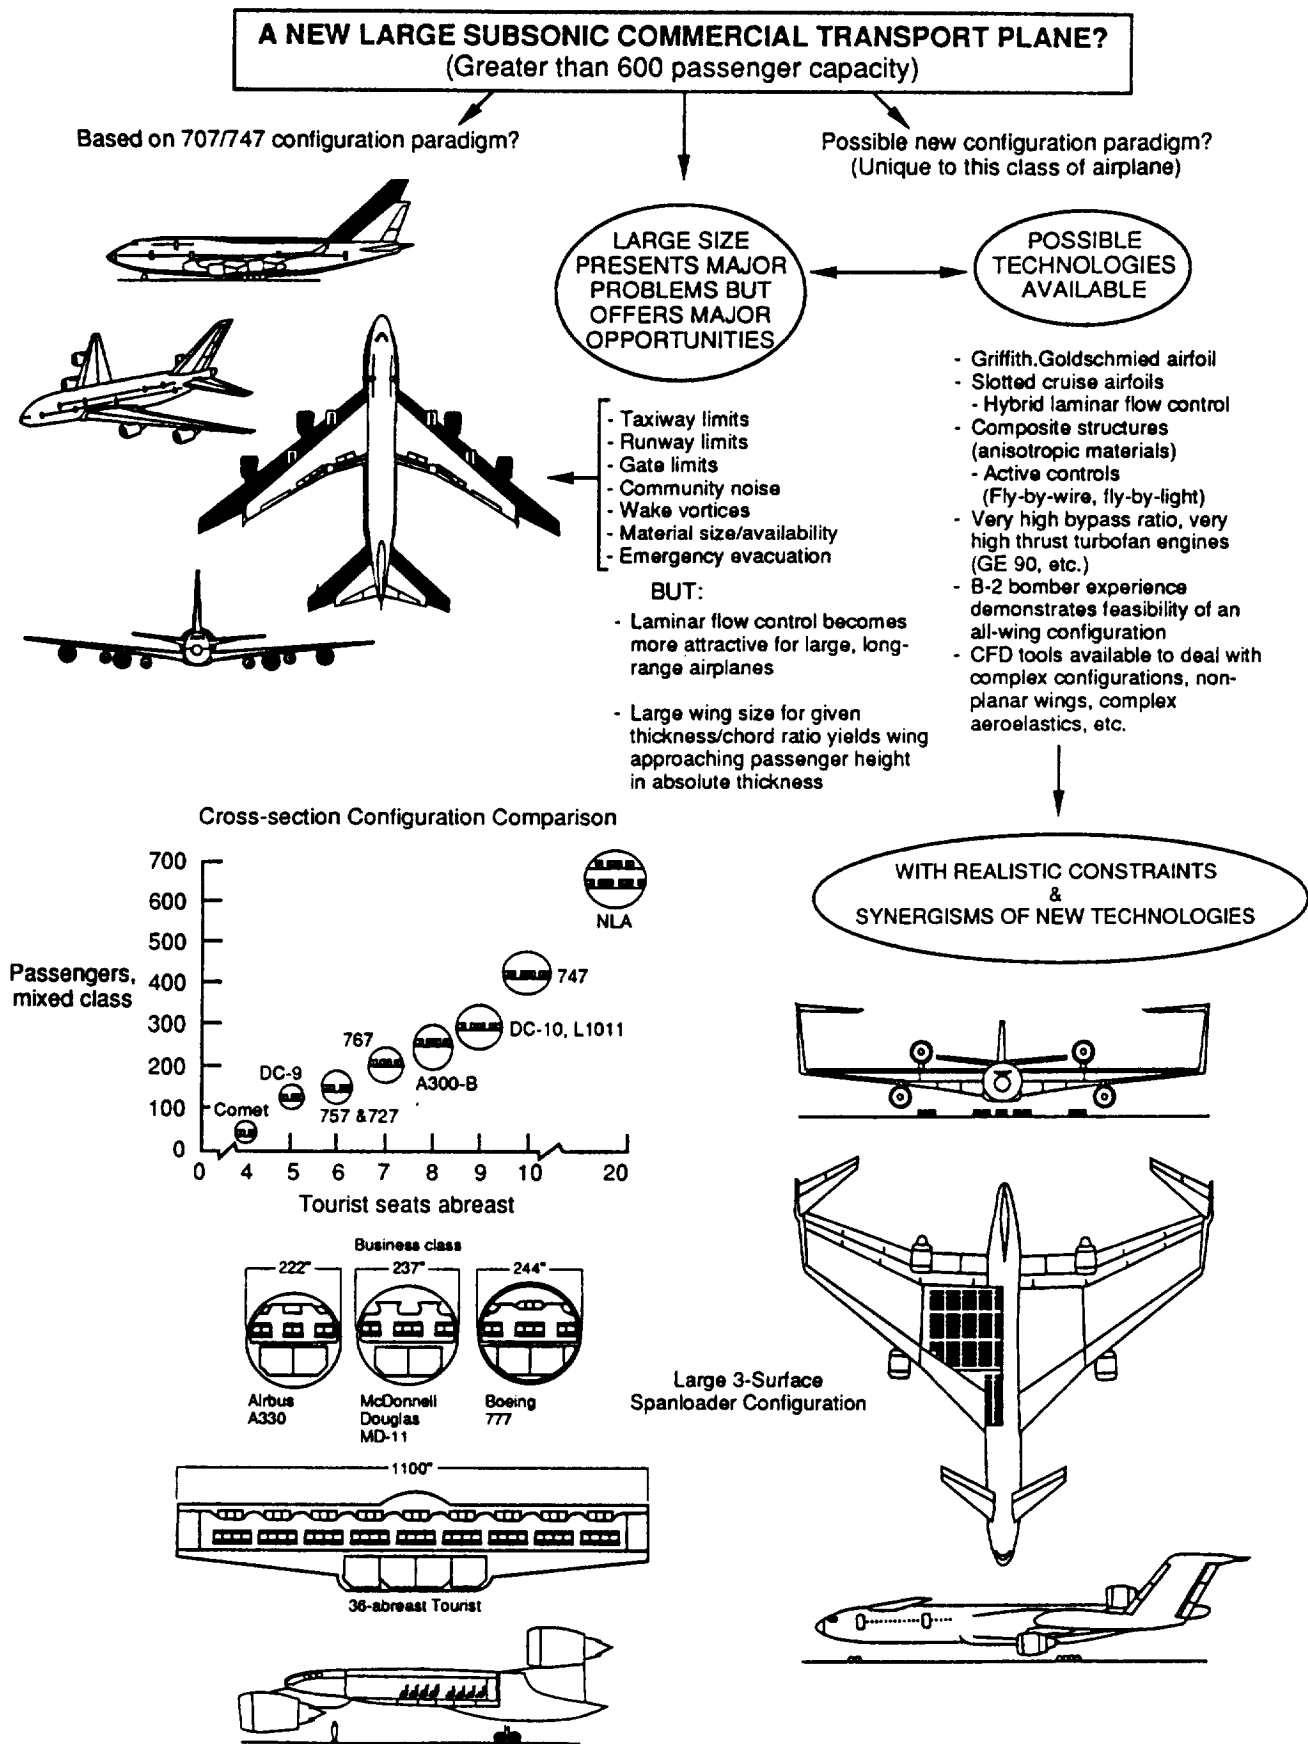 A NEW LARGE SUBSONIC COMMERCIAL TRANSPORT PLANE?
(Greater than 600 passenger capacity)
Based on 707/747 configuration paradigm?
Possible new configuration paradigm?
(Unique to this class of airplane)
LARGE SIZE
PRESENTS MAJOR
PROBLEMS BUT
OFFERS MAJOR
OPPORTUNITIES
POSSIBLE
TECHNOLOGIES
AVAILABLE
- Taxiway limits
- Runway limits
- Gate limits
- Community noise
- Wake vortices
- Material size/availability
- Emergency evacuation
BUT:
- Laminar flow control becomes
more attractive for large, long-
range airplanes
- Large wing size for given
thickness/chord ratio yields wing
approaching passenger height
in absolute thickness
- Griffith.Goldschmied airfoil
- Slotted cruise airfoils
- Hybrid laminar flow control
- Composite structures
(anisotropic materials)
- Active controls
(Fly-by-wire, fly-by-light)
- Very high bypass ratio, very
high thrust turbofan engines
(GE 90, etc.)
- B-2 bomber experience
demonstrates feasibility of an
all-wing configuration
- CFD tools available to deal with
complex configurations, non-
planar wings, complex
aeroelastics, etc.
WITH REALISTIC CONSTRAINTS
&
SYNERGISMS OF NEW TECHNOLOGIES
Cross-section Configuration Comparison
700
600
500
400
300
200
100
0
Passengers,
mixed class
NLA
747
DC-10, L1011
767
A300-B
DC-9
757 &727
Comet
0 4 5 6 7 8 9 10 20
Tourist seats abreast
Business class
222" 237" 244"
Airbus
A330
McDonnell
Douglas
MD-11
Boeing
777
1100"
36-abreast Tourist
Large 3-Surface
Spanloader Configuration